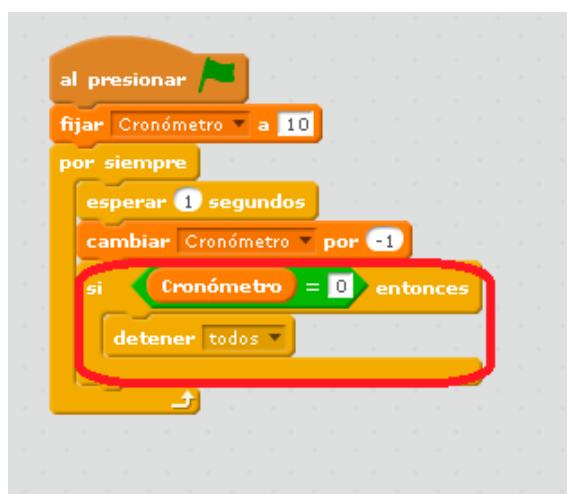 al presionar
fijar Cronómetro a 10
por siempre
esperar 1 segundos
cambiar Cronómetro por -1
si Cronómetro = 0 entonces
detener todos